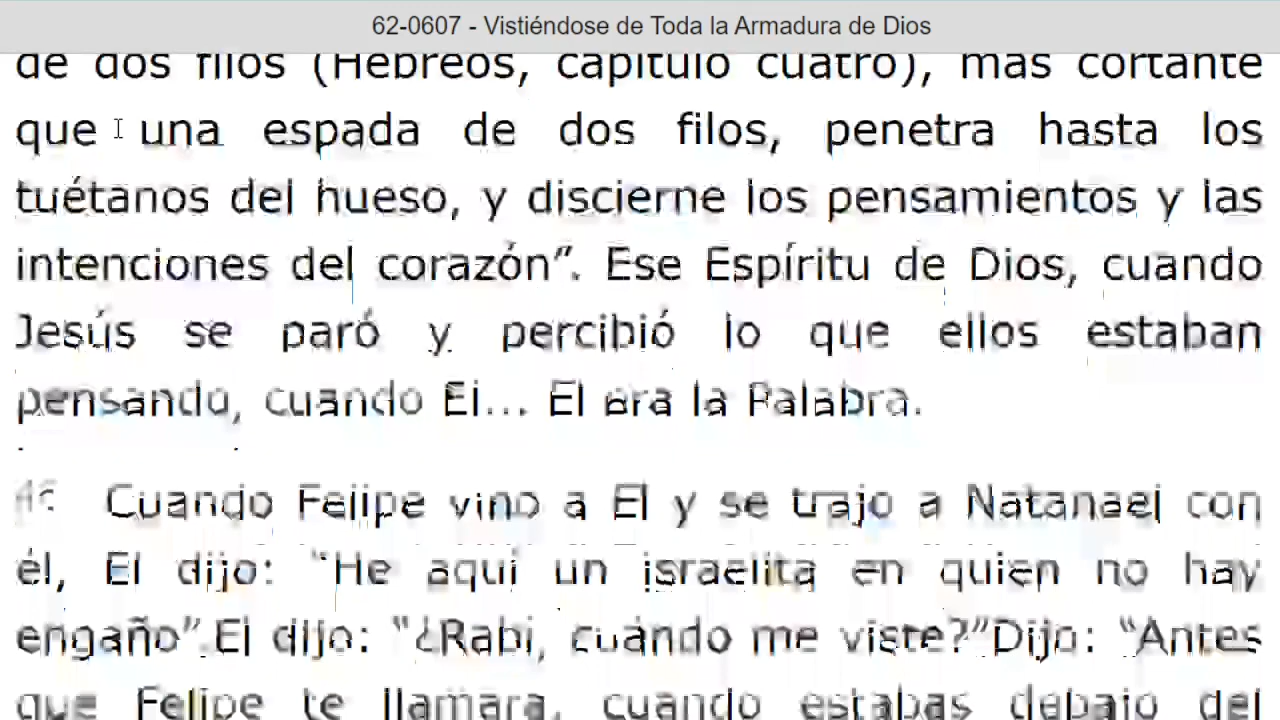 62-0607 - Vistiéndose de Toda la Armadura de Dios
de dos filos (Hebreos, capítulo cuatro), más cortante
que una espada de dos filos, penetra hasta los
tuétanos del hueso, y discierne los pensamientos y las
intenciones del corazón”. Ese Espíritu de Dios, cuando
Jesús se paró y percibió lo que ellos estaban
pensando, cuando El... El era la Palabra.
Cuando Felipe vino a El y se trajo a Natanael con
él, El dijo: “He aquí un israelita en quien no hay
engaño”.El dijo: “¿Rabí, cuándo me viste?”Dijo: “Antes
que Felipe te llamara, cuando estabas debajo del